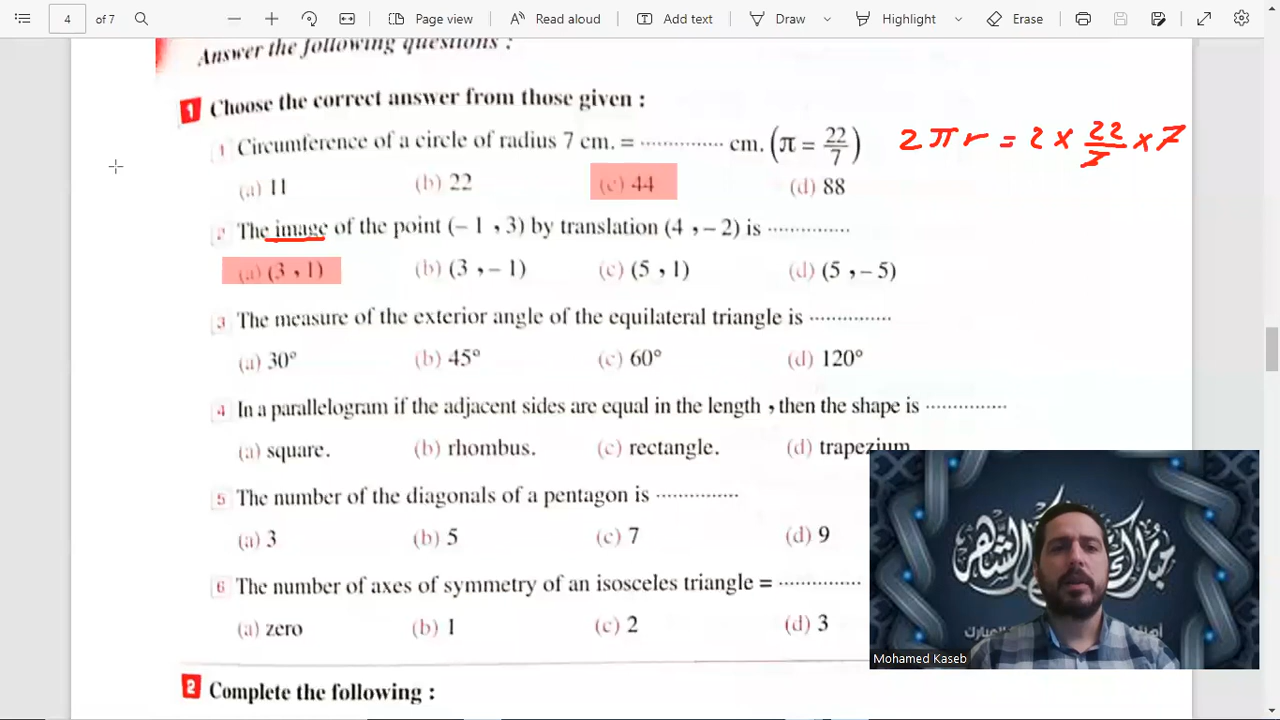 4 of 7 Page view Read aloud Add text Draw Highlight Erase
Answer the following questions :
1 Choose the correct answer from those given :
1 Circumference of a circle of radius 7 cm. = ·············· cm. (π = 22/7) 2πr = 2 × 22/7 × 7
(a) 11 (b) 22 (c) 44 (d) 88
2 The image of the point (– 1 , 3) by translation (4 , – 2) is ··············
(a) (3 , 1) (b) (3 , – 1) (c) (5 , 1) (d) (5 , – 5)
3 The measure of the exterior angle of the equilateral triangle is ··············
(a) 30° (b) 45° (c) 60° (d) 120°
4 In a parallelogram if the adjacent sides are equal in the length , then the shape is ··············
(a) square. (b) rhombus. (c) rectangle. (d) trapezium.
5 The number of the diagonals of a pentagon is ··············
(a) 3 (b) 5 (c) 7 (d) 9
6 The number of axes of symmetry of an isosceles triangle = ··············
(a) zero (b) 1 (c) 2 (d) 3
مبارك الشهر
Mohamed Kaseb
2 Complete the following :